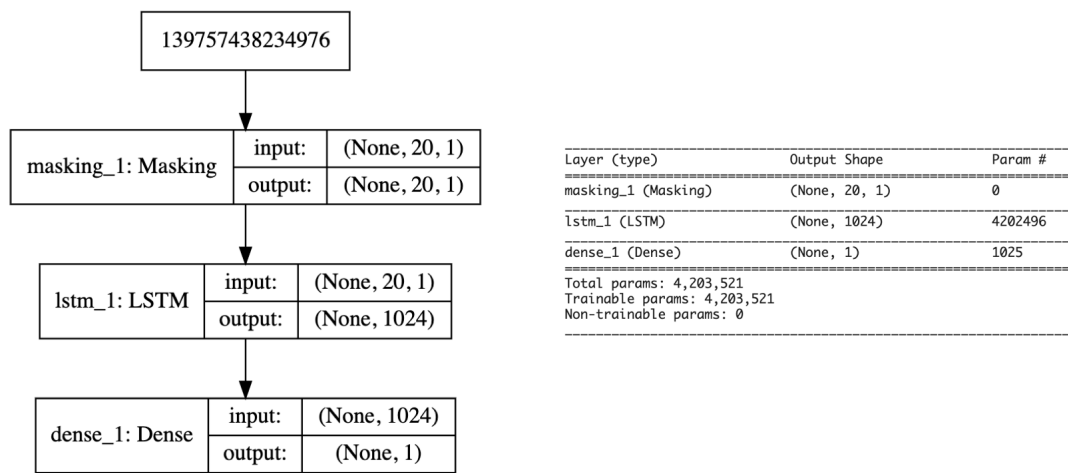 139757438234976
masking_1: Masking
input: (None, 20, 1)
output: (None, 20, 1)
lstm_1: LSTM
input: (None, 20, 1)
output: (None, 1024)
dense_1: Dense
input: (None, 1024)
output: (None, 1)
Layer (type) Output Shape Param #
masking_1 (Masking) (None, 20, 1) 0
lstm_1 (LSTM) (None, 1024) 4202496
dense_1 (Dense) (None, 1) 1025
Total params: 4,203,521
Trainable params: 4,203,521
Non-trainable params: 0